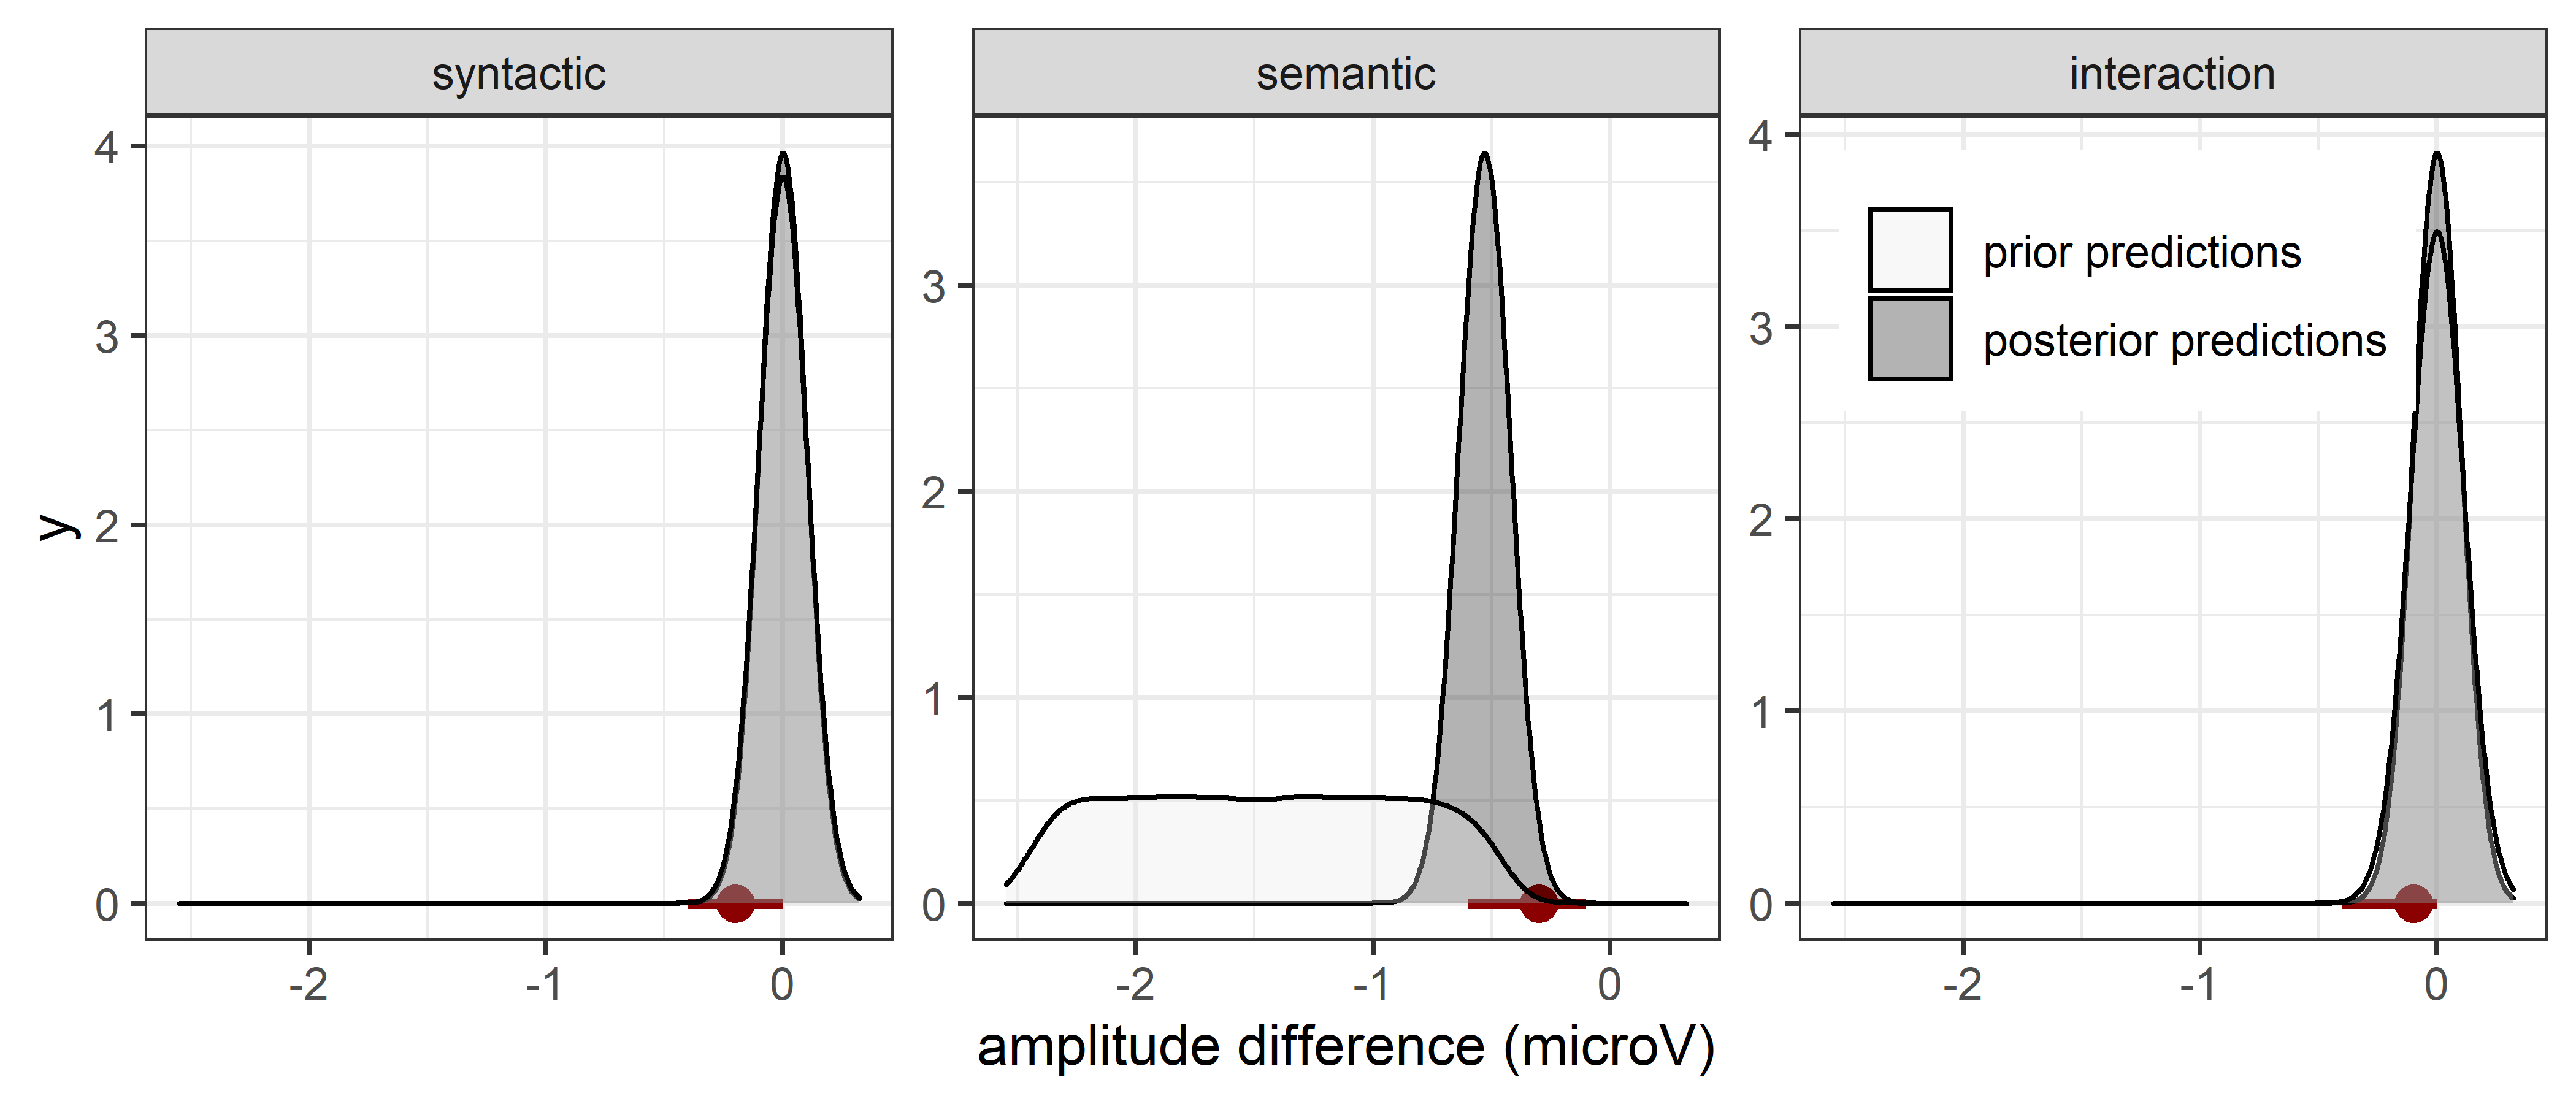 syntactic
semantic
interaction
4
3
2
1
0
3
2
1
0
4
3
2
1
0
y
prior predictions
posterior predictions
-2 -1 0
-2 -1 0
-2 -1 0
amplitude difference (microV)